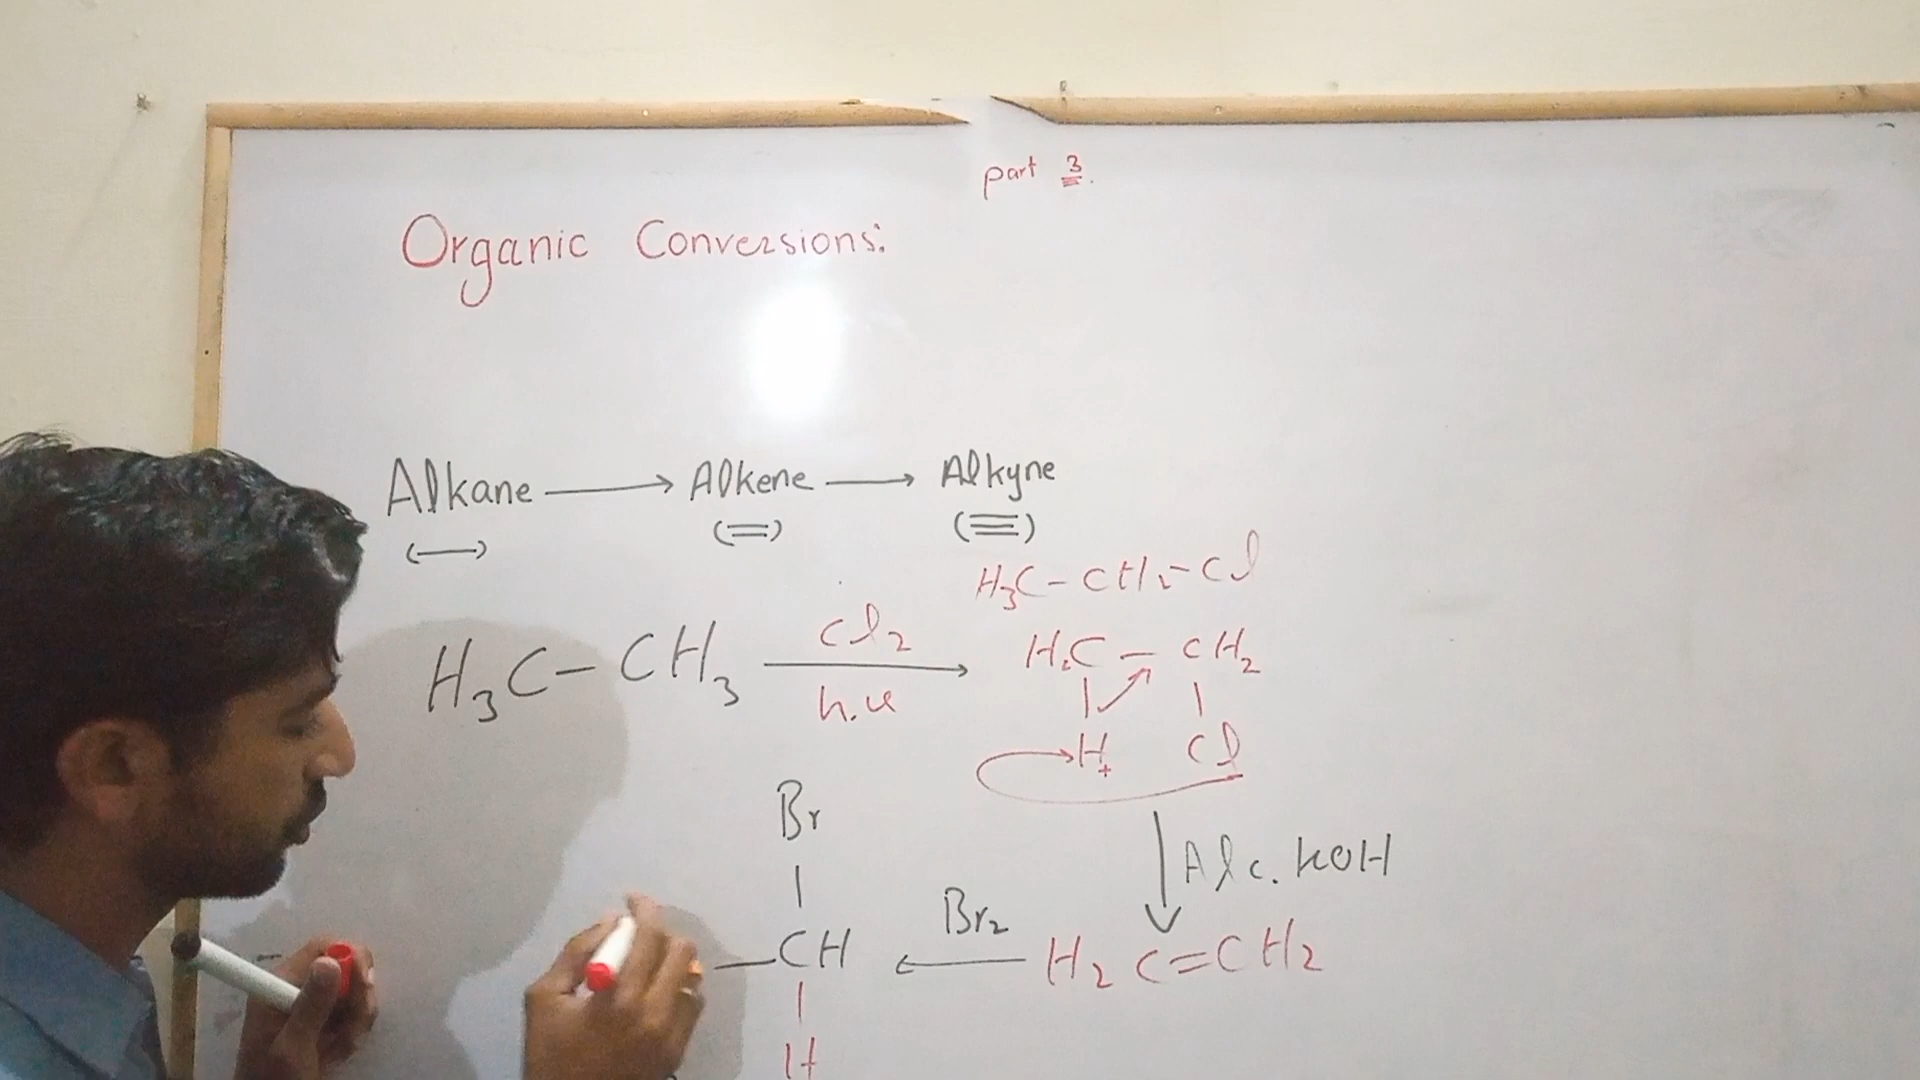 part 3.
Organic Conversions:
Alkane → Alkene → Alkyne
(—) (=) (≡)
H3C-CH2-Cl
Cl2
H3C-CH3 → H2C-CH2
h.υ
H+ Cl
Br
Alc. KOH
Br2
-CH ← H2C=CH2
H